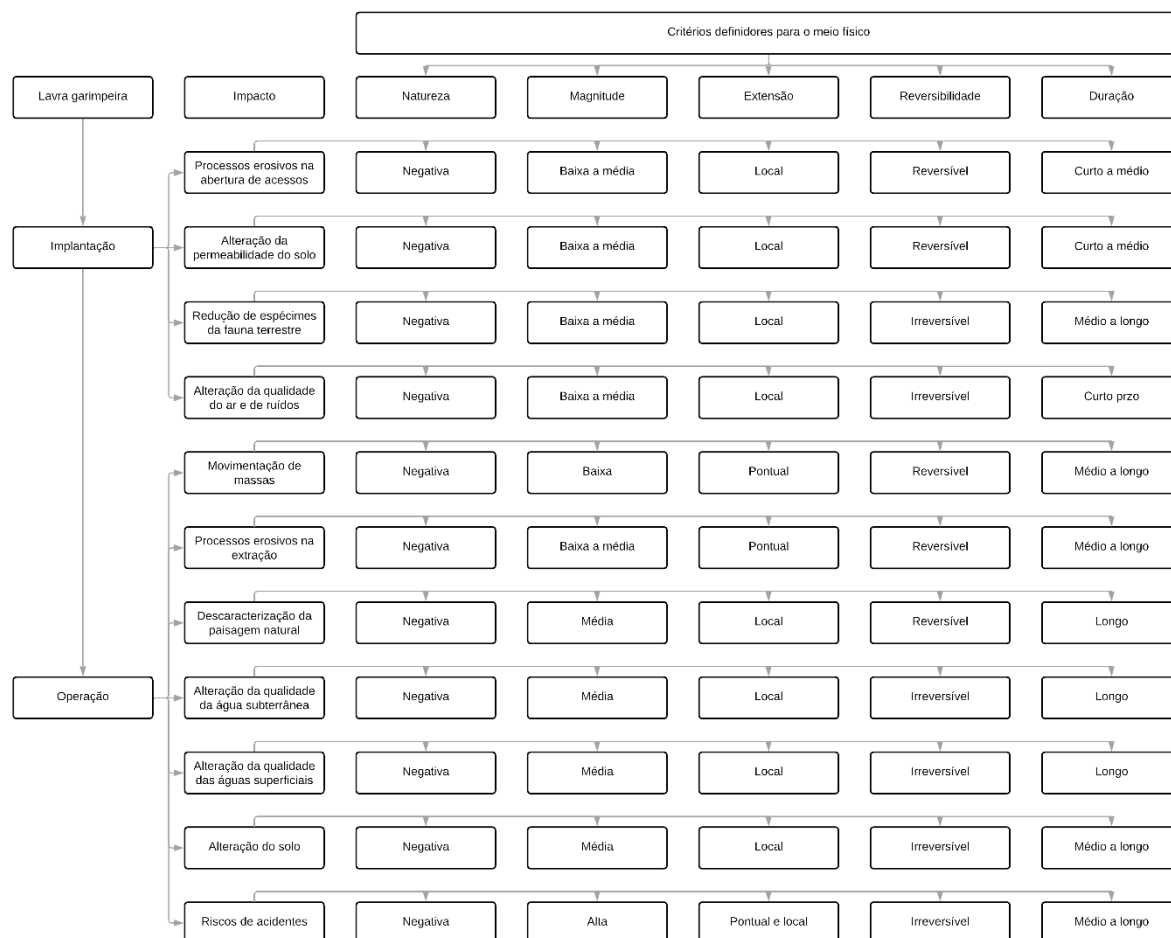 Critérios definidores para o meio físico
Lavra garimpeira
Impacto
Natureza
Magnitude
Extensão
Reversibilidade
Duração
Processos erosivos na
abertura de acessos
Negativa
Baixa a média
Local
Reversível
Curto a médio
Implantação
Alteração da
permeabilidade do solo
Negativa
Baixa a média
Local
Reversível
Curto a médio
Redução de espécimes
da fauna terrestre
Negativa
Baixa a média
Local
Irreversível
Médio a longo
Alteração da qualidade
do ar e de ruídos
Negativa
Baixa a média
Local
Irreversível
Curto przo
Movimentação de
massas
Negativa
Baixa
Pontual
Reversível
Médio a longo
Processos erosivos na
extração
Negativa
Baixa a média
Pontual
Reversível
Médio a longo
Descaracterização da
paisagem natural
Negativa
Média
Local
Reversível
Longo
Operação
Alteração da qualidade
da água subterrânea
Negativa
Média
Local
Irreversível
Longo
Alteração da qualidade
das águas superficiais
Negativa
Média
Local
Irreversível
Longo
Alteração do solo
Negativa
Média
Local
Irreversível
Médio a longo
Riscos de acidentes
Negativa
Alta
Pontual e local
Irreversível
Médio a longo